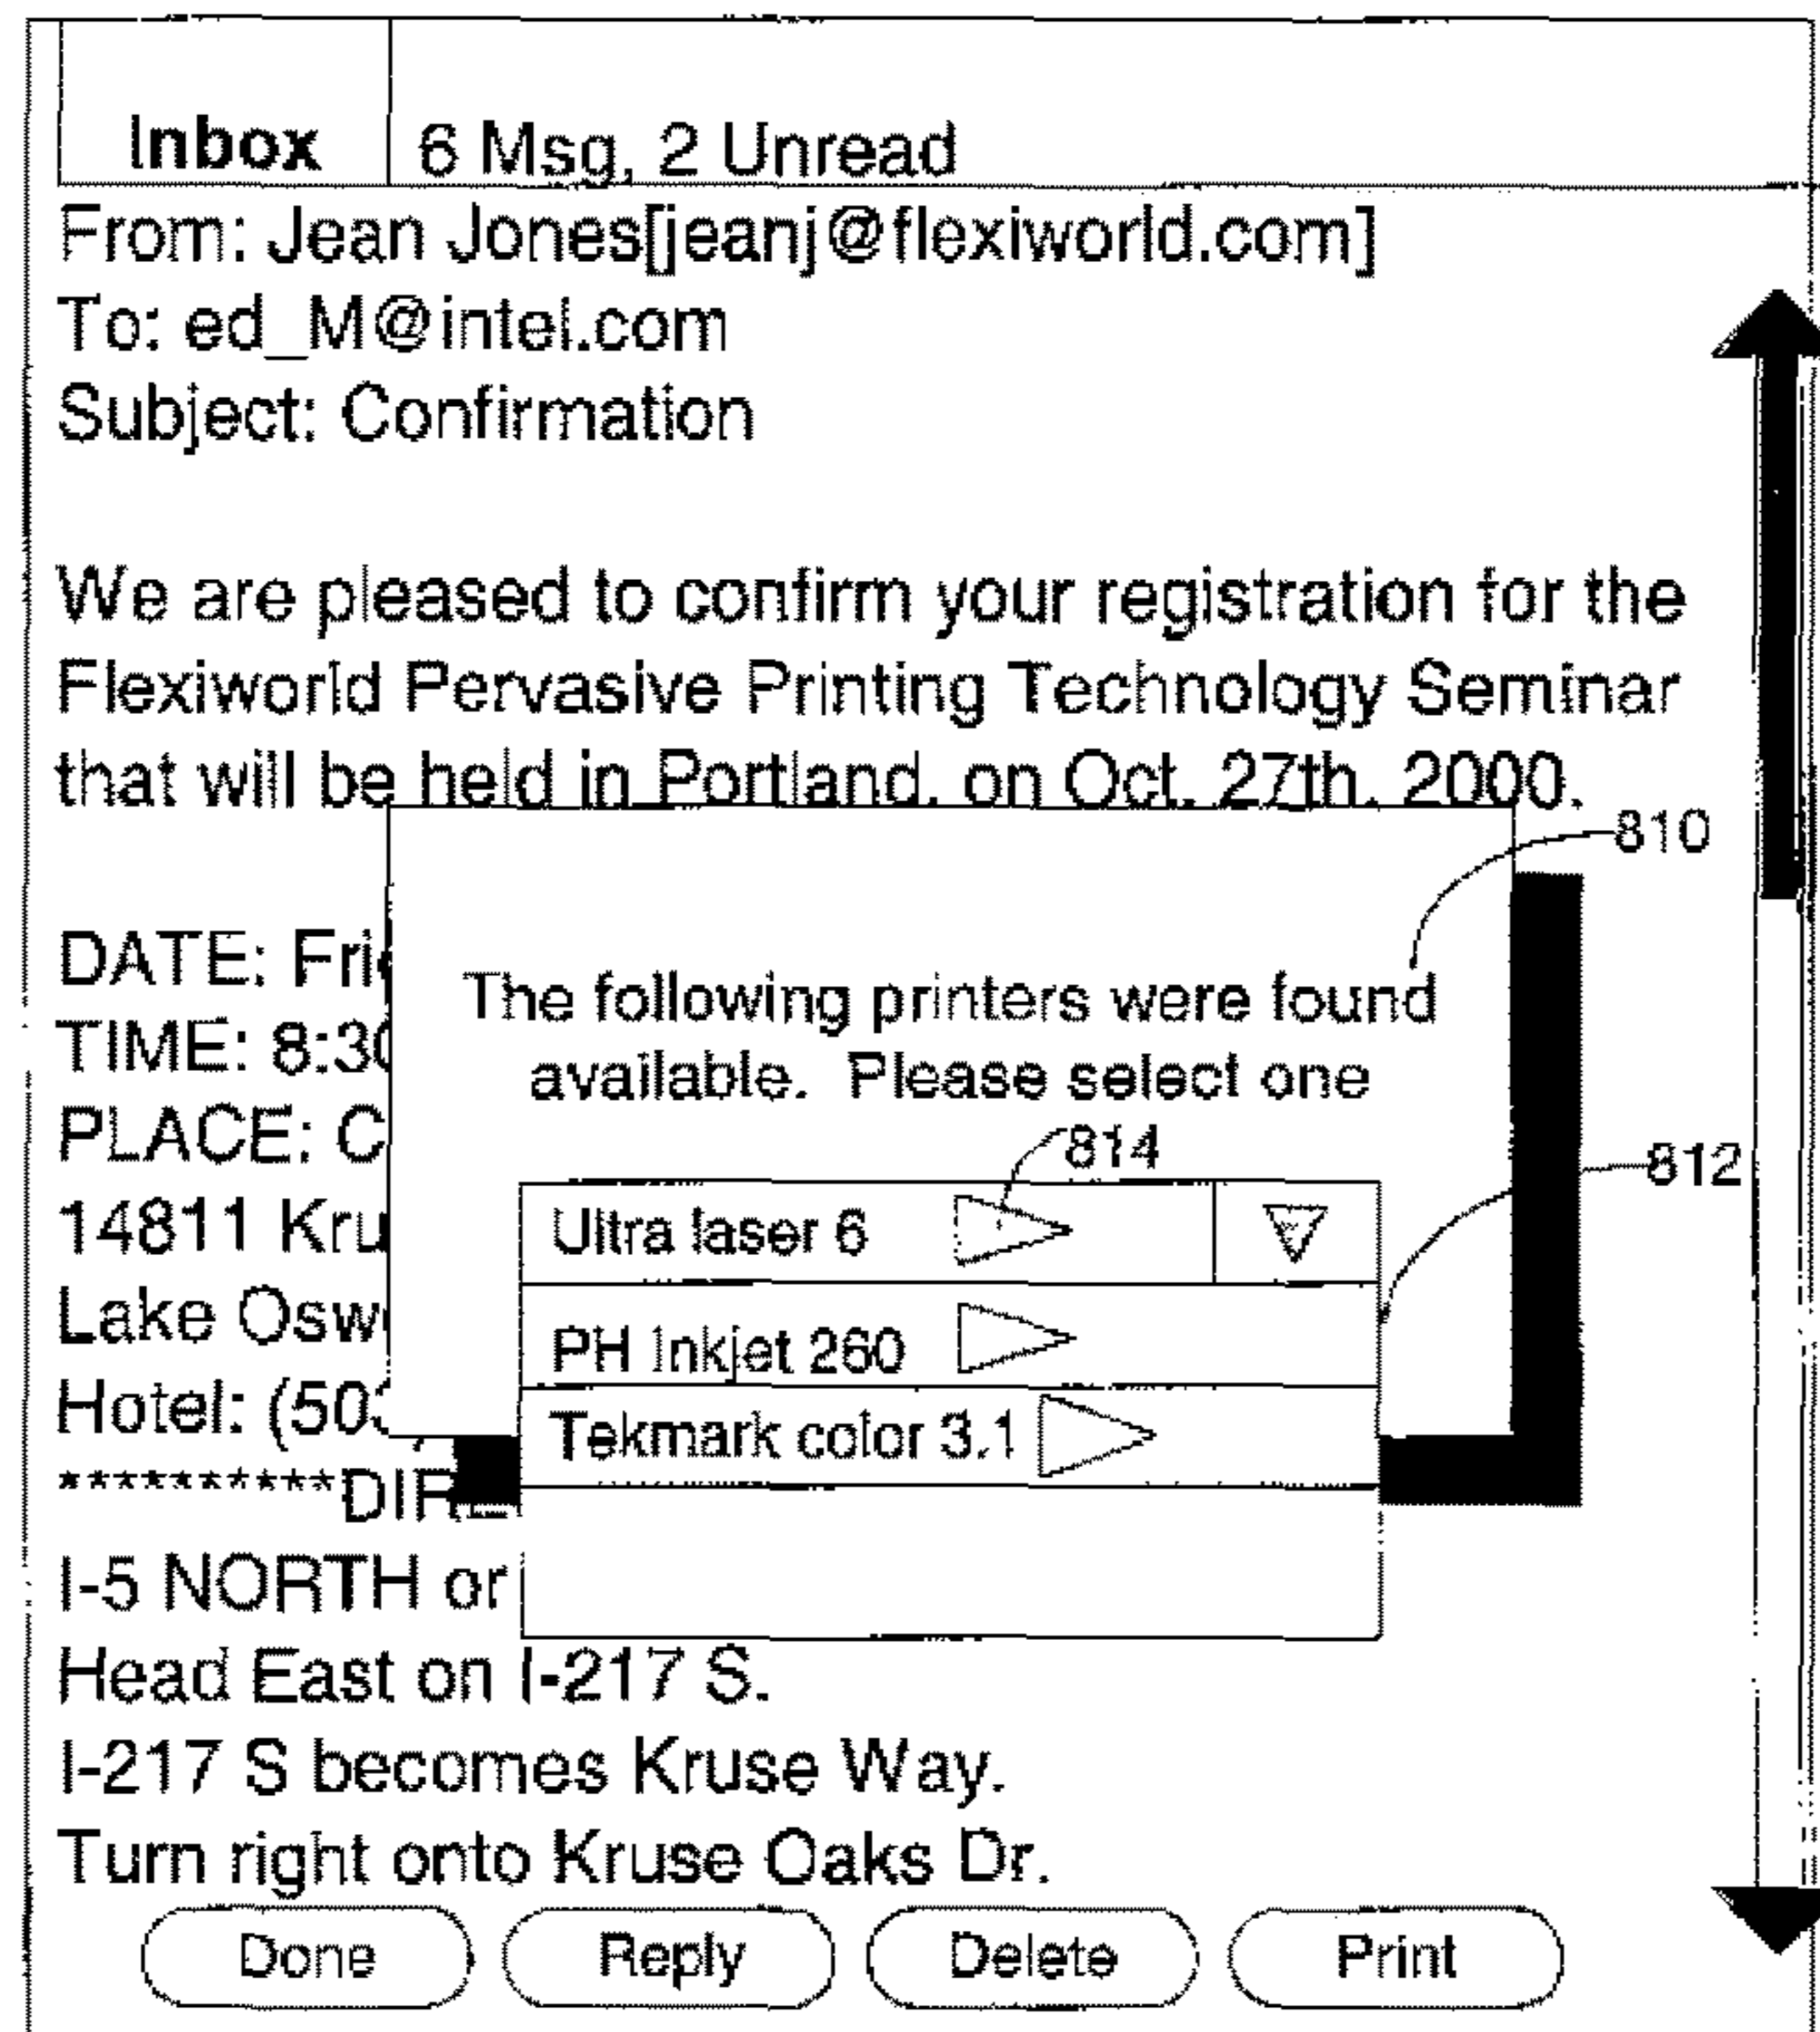 Inbox 6 Msg, 2 Unread
From: Jean Jones[jeanj@flexiworld.com]
To: ed_M@intel.com
Subject: Confirmation
We are pleased to confirm your registration for the
Flexiworld Pervasive Printing Technology Seminar
that will be held in Portland, on Oct. 27th, 2000.
810
DATE: Fri
TIME: 8:30
PLACE: C
14811 Kru
Lake Osw
Hotel: (503
**********DIRE
I-5 NORTH or
The following printers were found
available. Please select one
814
812
Ultra laser 6
PH Inkjet 260
Tekmark color 3.1
Head East on I-217 S.
I-217 S becomes Kruse Way.
Turn right onto Kruse Oaks Dr.
Done Reply Delete Print